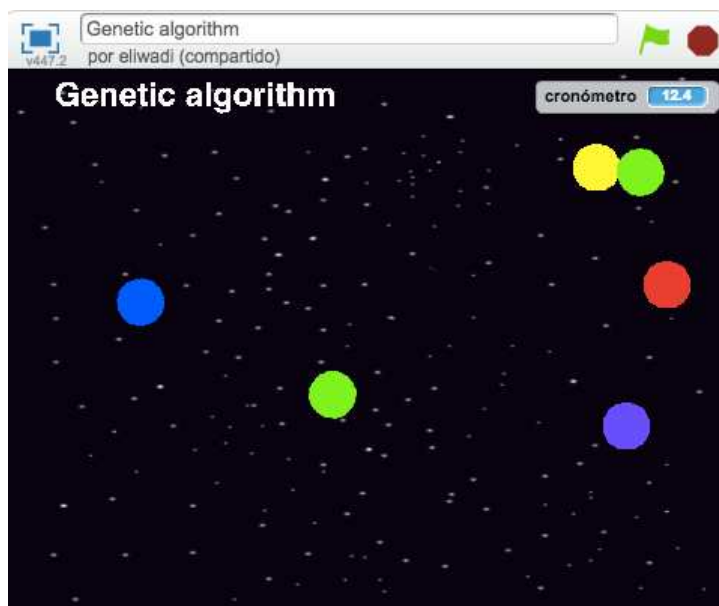 Genetic algorithm
v447.2
por eliwadi (compartido)
Genetic algorithm
cronómetro 12.4